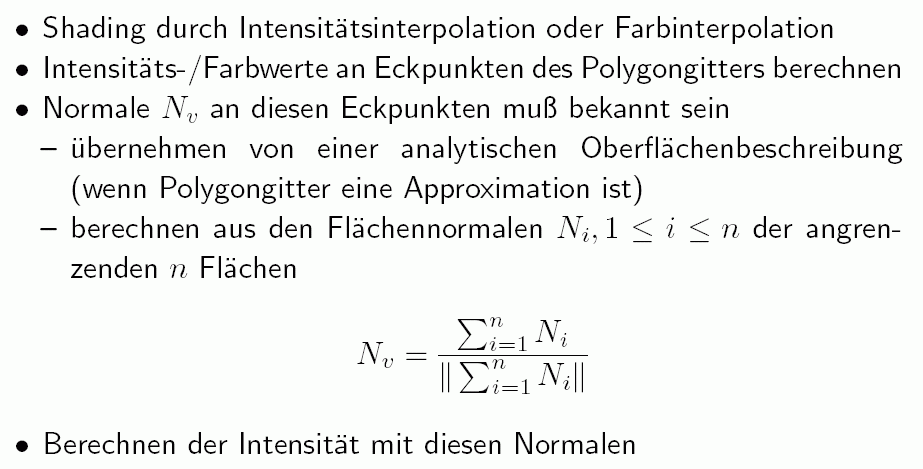 • Shading durch Intensitätsinterpolation oder Farbinterpolation
• Intensitäts-/Farbwerte an Eckpunkten des Polygongitters berechnen
• Normale $N_v$ an diesen Eckpunkten muß bekannt sein
– übernehmen von einer analytischen Oberflächenbeschreibung
(wenn Polygongitter eine Approximation ist)
– berechnen aus den Flächennormalen $N_i, 1 \leq i \leq n$ der angren-
zenden $n$ Flächen
$N_v = \frac{\sum_{i=1}^{n} N_i}{\| \sum_{i=1}^{n} N_i \|}$
• Berechnen der Intensität mit diesen Normalen